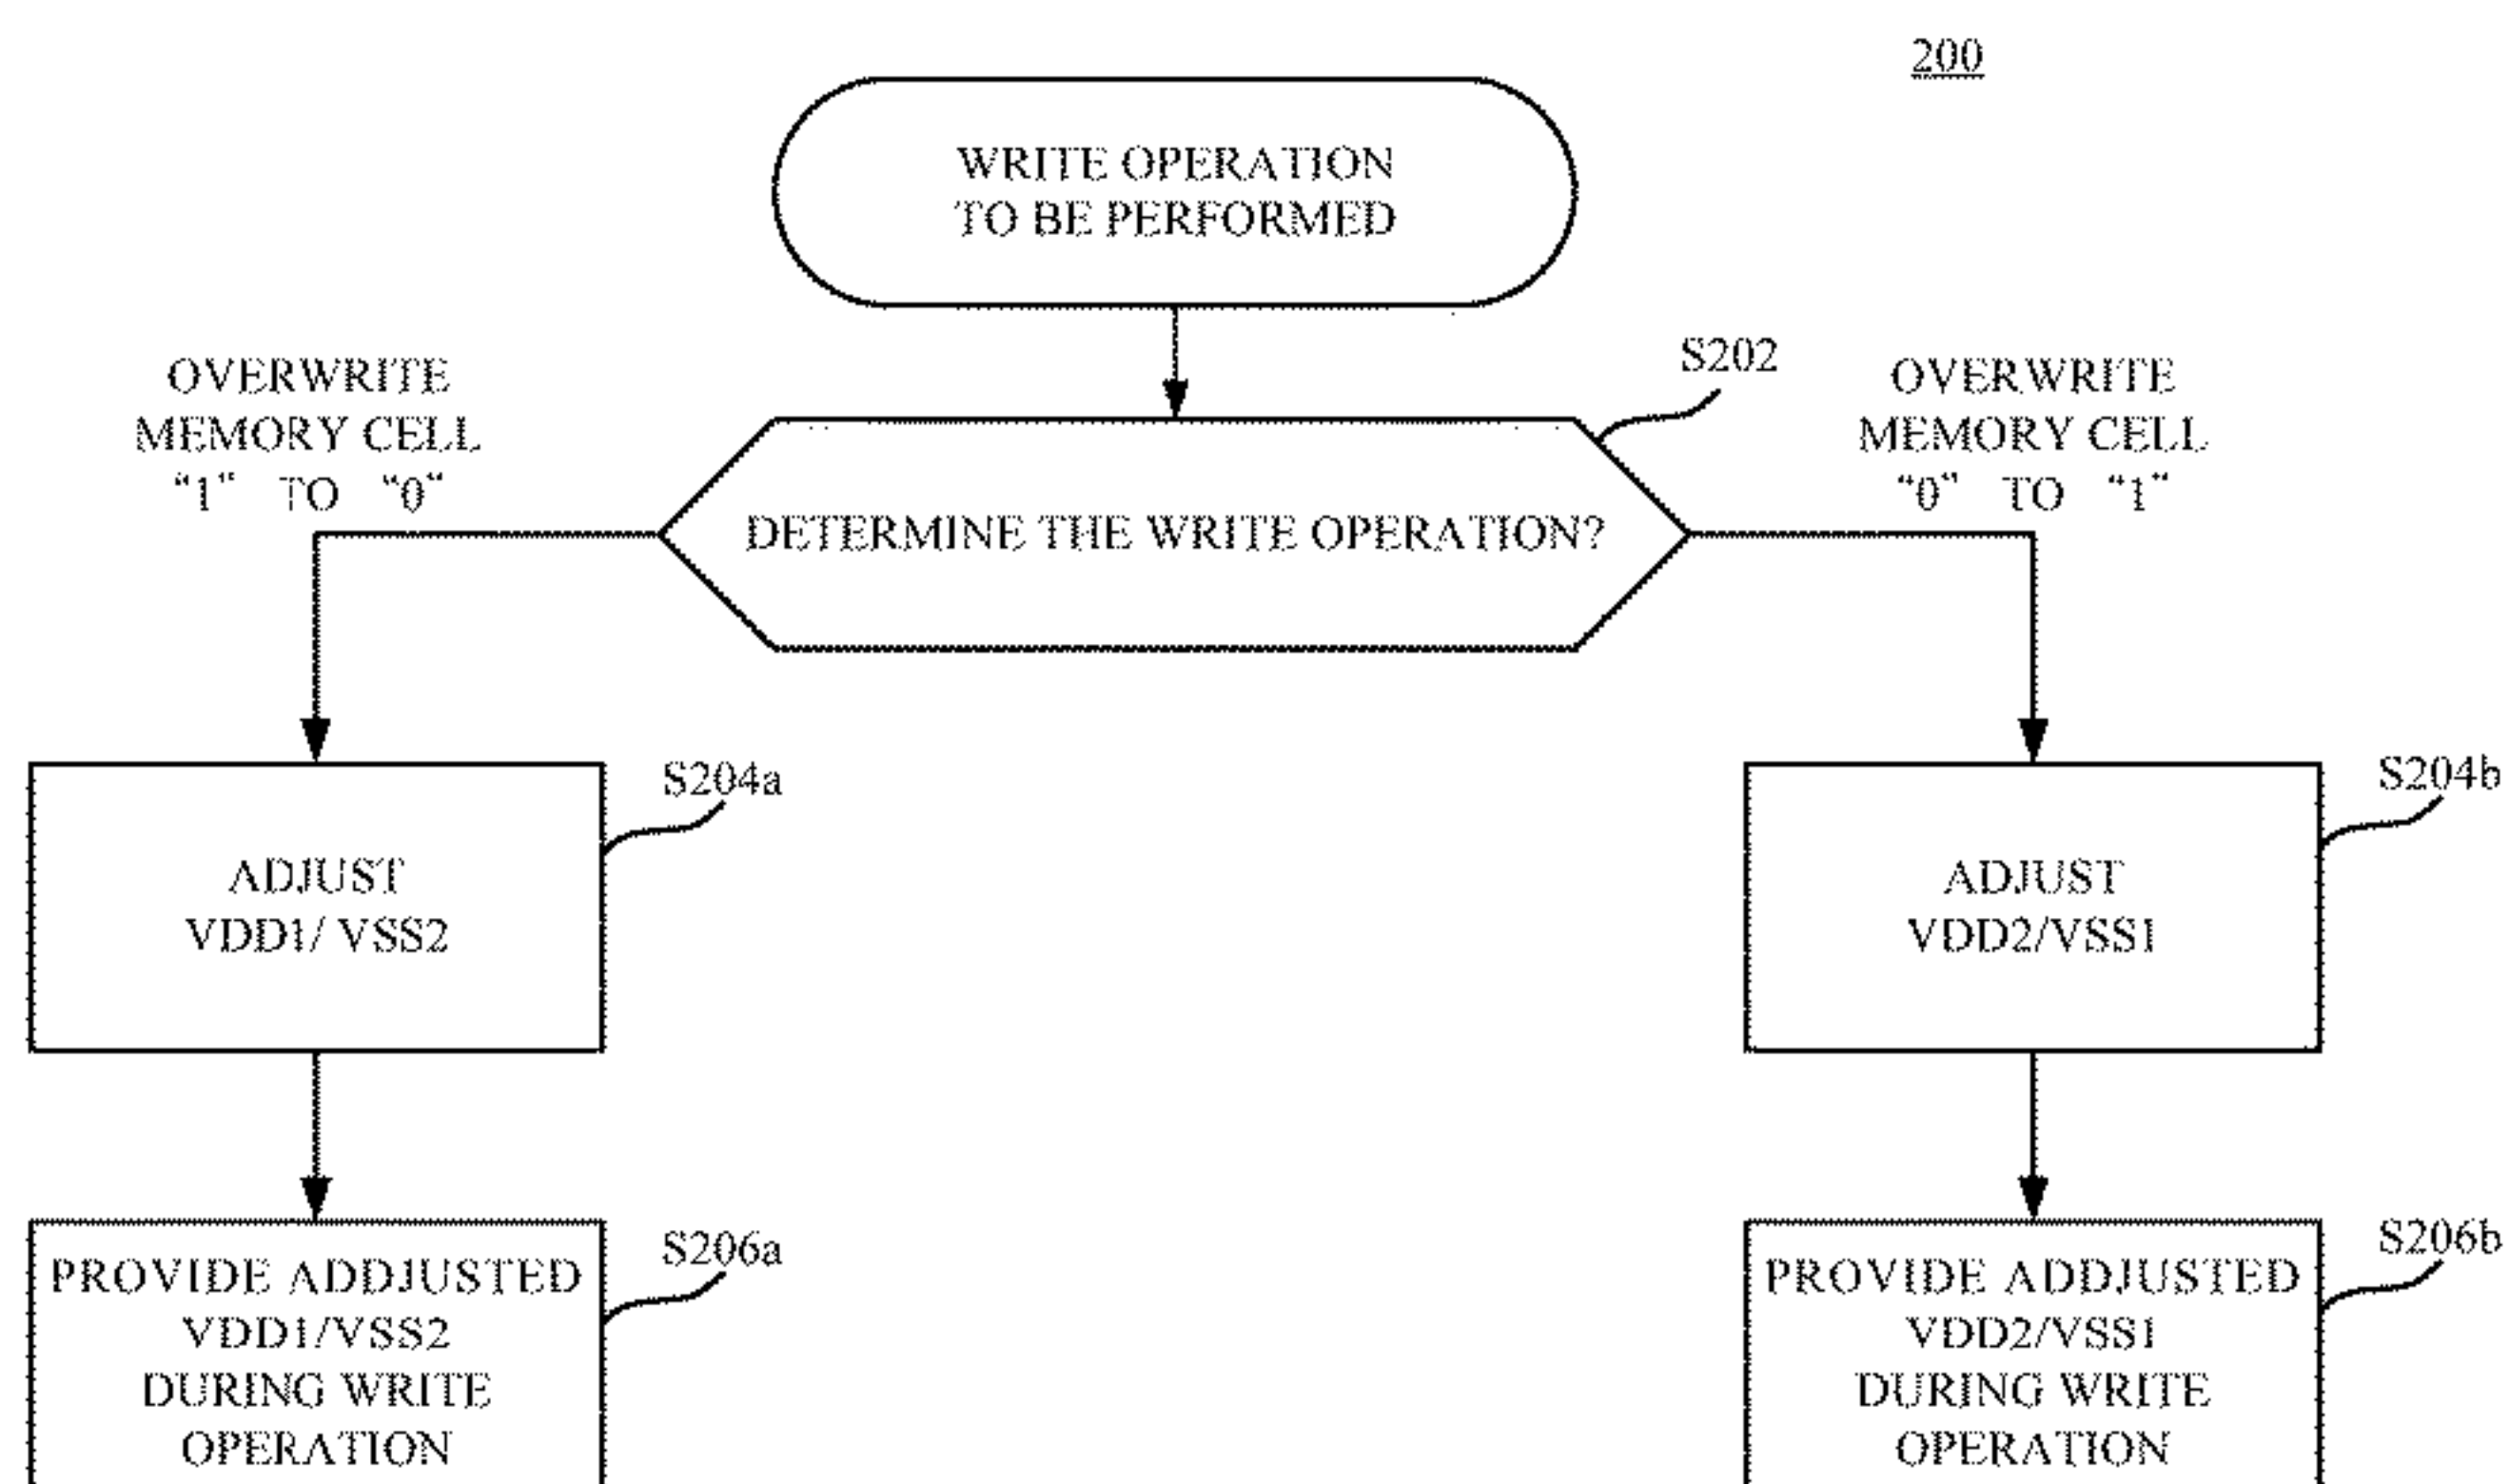 200
WRITE OPERATION
TO BE PERFORMED
S202
OVERWRITE
MEMORY CELL
“1“ TO “0“
OVERWRITE
MEMORY CELL
“0“ TO “1“
DETERMINE THE WRITE OPERATION?
S204a
ADJUST
VDD1/ VSS2
S204b
ADJUST
VDD2/VSS1
S206a
PROVIDE ADDJUSTED
VDD1/VSS2
DURING WRITE
OPERATION
S206b
PROVIDE ADDJUSTED
VDD2/VSS1
DURING WRITE
OPERATION